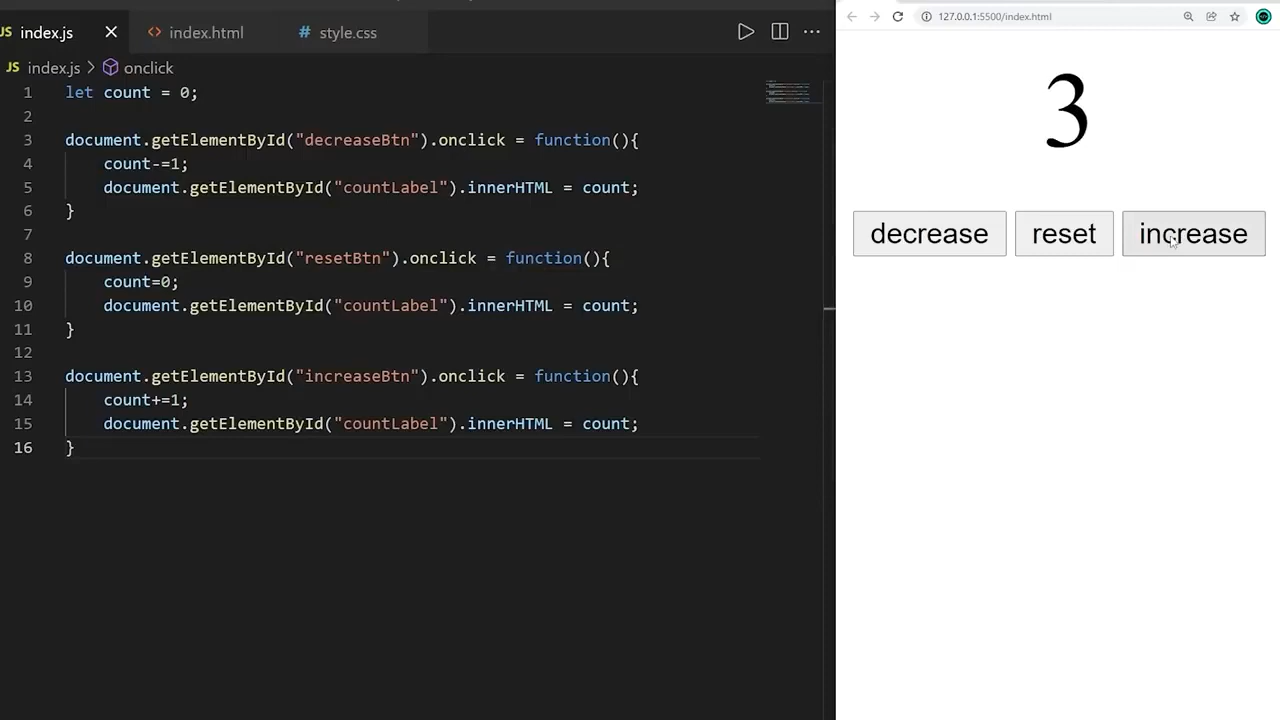 JS index.js × <> index.html # style.css ...
JS index.js > onclick
1 let count = 0;
2
3 document.getElementById("decreaseBtn").onclick = function(){
4 count-=1;
5 document.getElementById("countLabel").innerHTML = count;
6 }
7
8 document.getElementById("resetBtn").onclick = function(){
9 count=0;
10 document.getElementById("countLabel").innerHTML = count;
11 }
12
13 document.getElementById("increaseBtn").onclick = function(){
14 count+=1;
15 document.getElementById("countLabel").innerHTML = count;
16 }
127.0.0.1:5500/index.html
3
decrease reset increase